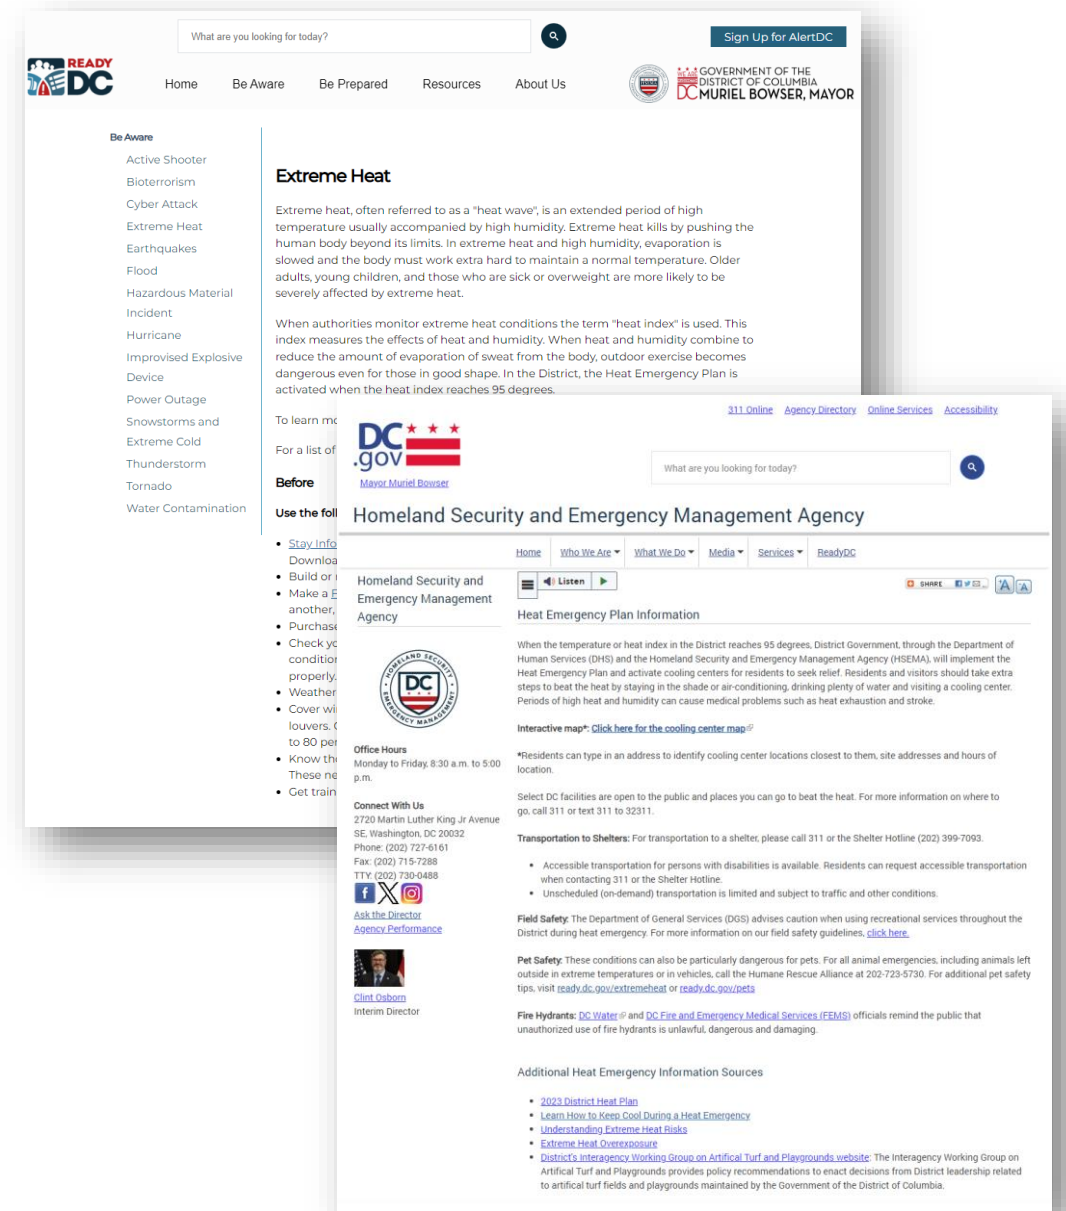 What are you looking for today?
Sign Up for AlertDC
READY
DC
Home Be Aware Be Prepared Resources About Us
WE ARE
DC
GOVERNMENT OF THE
DISTRICT OF COLUMBIA
MURIEL BOWSER, MAYOR
Be Aware
Active Shooter
Bioterrorism
Cyber Attack
Extreme Heat
Earthquakes
Flood
Hazardous Material
Incident
Hurricane
Improvised Explosive
Device
Power Outage
Snowstorms and
Extreme Cold
Thunderstorm
Tornado
Water Contamination
Extreme Heat
Extreme heat, often referred to as a "heat wave", is an extended period of high
temperature usually accompanied by high humidity. Extreme heat kills by pushing the
human body beyond its limits. In extreme heat and high humidity, evaporation is
slowed and the body must work extra hard to maintain a normal temperature. Older
adults, young children, and those who are sick or overweight are more likely to be
severely affected by extreme heat.
When authorities monitor extreme heat conditions the term "heat index" is used. This
index measures the effects of heat and humidity. When heat and humidity combine to
reduce the amount of evaporation of sweat from the body, outdoor exercise becomes
dangerous even for those in good shape. In the District, the Heat Emergency Plan is
activated when the heat index reaches 95 degrees.
To learn mo
For a list of
Before
Use the foll
• Stay Info
Downloa
• Build or
• Make a
another,
• Purchase
• Check yo
condition
properly.
• Weather
• Cover wi
louvers.
to 80 per
• Know the
These ne
• Get train
311 Online Agency Directory Online Services Accessibility
DC
.gov
Mayor Muriel Bowser
What are you looking for today?
Homeland Security and Emergency Management Agency
Home Who We Are What We Do Media Services ReadyDC
Homeland Security and
Emergency Management
Agency
HOMELAND SECURITY
DC
EMERGENCY MANAGEMENT
Office Hours
Monday to Friday, 8:30 a.m. to 5:00
p.m.
Connect With Us
2720 Martin Luther King Jr Avenue
SE, Washington, DC 20032
Phone: (202) 727-6161
Fax: (202) 715-7288
TTY: (202) 730-0488
Ask the Director
Agency Performance
Clint Osborn
Interim Director
Listen
SHARE
A A
Heat Emergency Plan Information
When the temperature or heat index in the District reaches 95 degrees, District Government, through the Department of
Human Services (DHS) and the Homeland Security and Emergency Management Agency (HSEMA), will implement the
Heat Emergency Plan and activate cooling centers for residents to seek relief. Residents and visitors should take extra
steps to beat the heat by staying in the shade or air-conditioning, drinking plenty of water and visiting a cooling center.
Periods of high heat and humidity can cause medical problems such as heat exhaustion and stroke.
Interactive map*: Click here for the cooling center map
*Residents can type in an address to identify cooling center locations closest to them, site addresses and hours of
location.
Select DC facilities are open to the public and places you can go to beat the heat. For more information on where to
go, call 311 or text 311 to 32311.
Transportation to Shelters: For transportation to a shelter, please call 311 or the Shelter Hotline (202) 399-7093.
• Accessible transportation for persons with disabilities is available. Residents can request accessible transportation
when contacting 311 or the Shelter Hotline.
• Unscheduled (on-demand) transportation is limited and subject to traffic and other conditions.
Field Safety: The Department of General Services (DGS) advises caution when using recreational services throughout the
District during heat emergency. For more information on our field safety guidelines, click here.
Pet Safety: These conditions can also be particularly dangerous for pets. For all animal emergencies, including animals left
outside in extreme temperatures or in vehicles, call the Humane Rescue Alliance at 202-723-5730. For additional pet safety
tips, visit ready.dc.gov/extremeheat or ready.dc.gov/pets
Fire Hydrants: DC Water and DC Fire and Emergency Medical Services (FEMS) officials remind the public that
unauthorized use of fire hydrants is unlawful, dangerous and damaging.
Additional Heat Emergency Information Sources
• 2023 District Heat Plan
• Learn How to Keep Cool During a Heat Emergency
• Understanding Extreme Heat Risks
• Extreme Heat Overexposure
• District's Interagency Working Group on Artifical Turf and Playgrounds website: The Interagency Working Group on
Artifical Turf and Playgrounds provides policy recommendations to enact decisions from District leadership related
to artifical turf fields and playgrounds maintained by the Government of the District of Columbia.